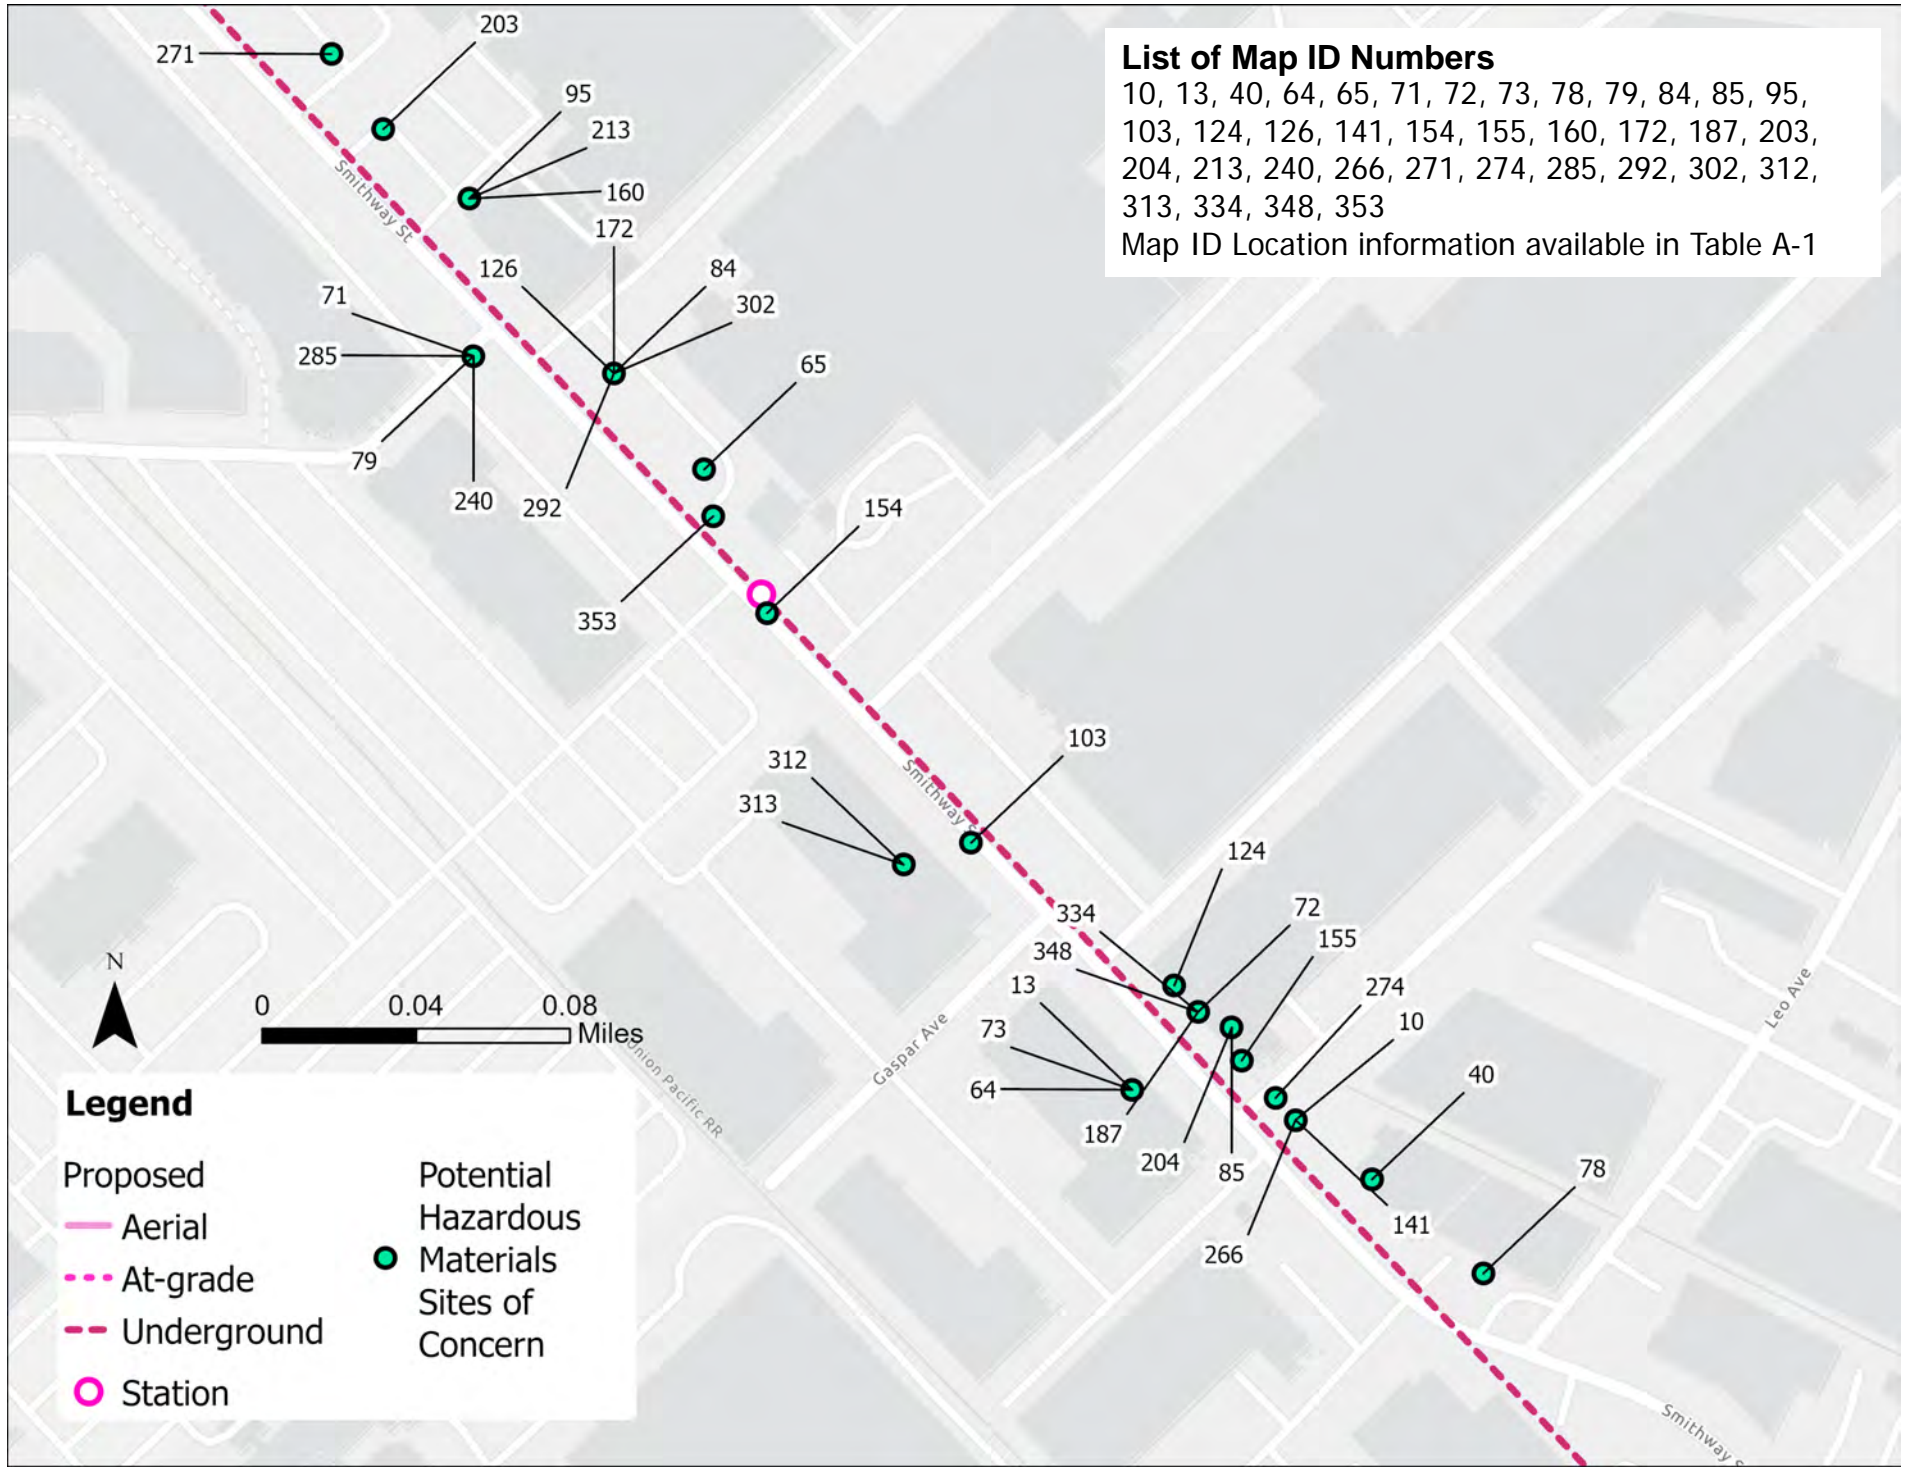 203
271
95
213
160
172
126
84
71
302
285
65
79
240
292
154
353
Smithway St
List of Map ID Numbers
10, 13, 40, 64, 65, 71, 72, 73, 78, 79, 84, 85, 95,
103, 124, 126, 141, 154, 155, 160, 172, 187, 203,
204, 213, 240, 266, 271, 274, 285, 292, 302, 312,
313, 334, 348, 353
Map ID Location information available in Table A-1
103
312
Smithway S
313
124
334
72
155
348
13
274
10
73
64
40
187
204
85
78
141
266
Gaspar Ave
Leo Ave
Union Pacific RR
Smithway S
N
0 0.04 0.08
Miles
Legend
Proposed
Aerial
At-grade
Underground
Station
Potential
Hazardous
Materials
Sites of
Concern